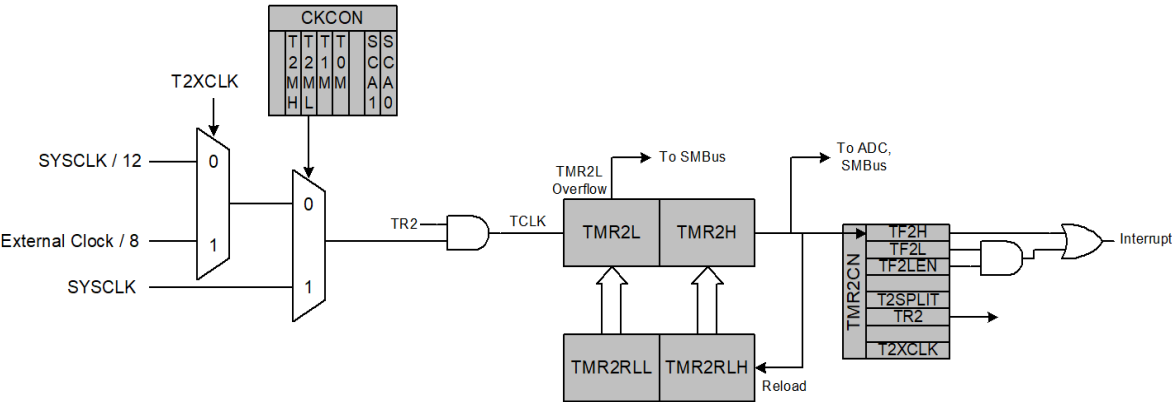 CKCON
T2MH
T2ML
T1M
T0M
SCA1
SCA0
T2XCLK
SYSCLK / 12
0
External Clock / 8
1
SYSCLK
0
1
TR2
TCLK
TMR2L
Overflow
To SMBus
To ADC,
SMBus
TMR2L
TMR2H
TMR2RLL
TMR2RLH
Reload
TMR2CN
TF2H
TF2L
TF2LEN
T2SPLIT
TR2
T2XCLK
Interrupt